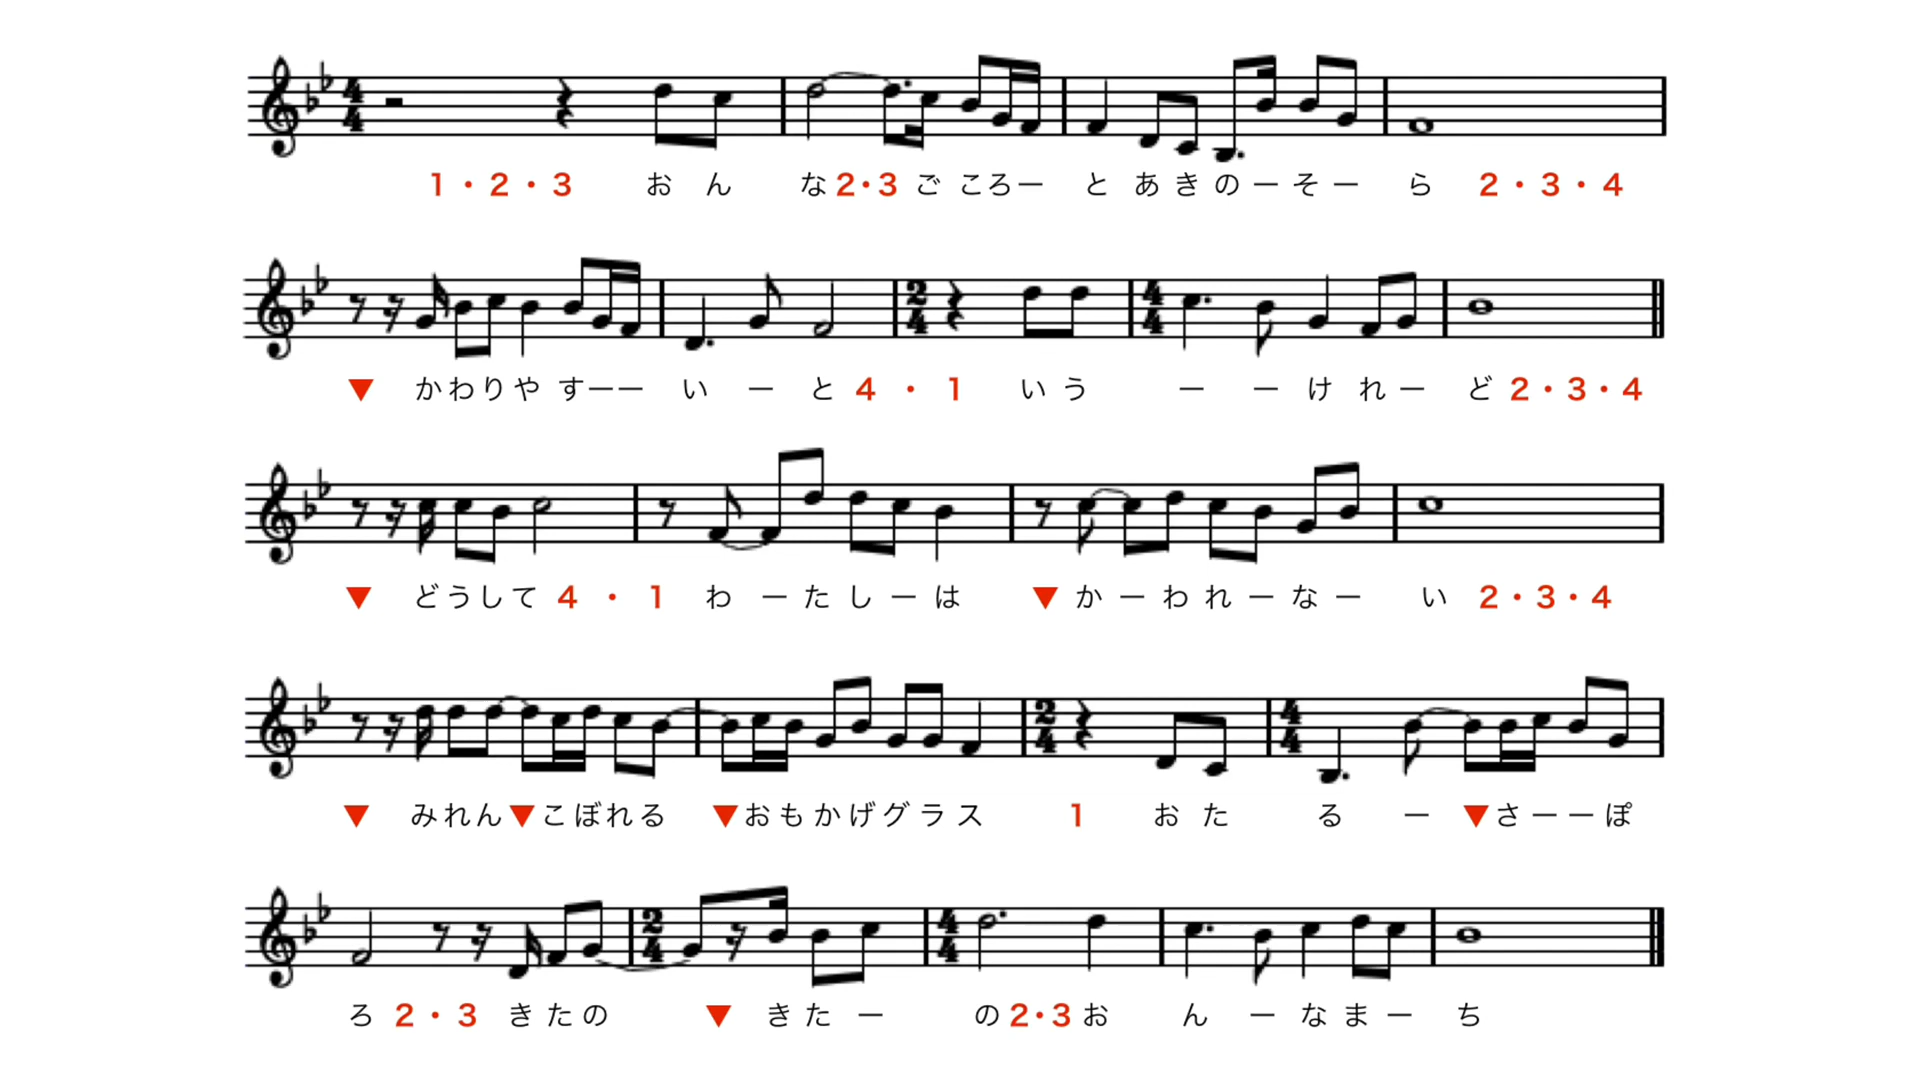 1・2・3 おん な2・3ご ころー と あきのーそー ら 2・3・4
▼ かわりや すーー い ー と 4・1 いう ー ー け れー ど 2・3・4
▼ どうして 4・1 わ ー た し ー は ▼ か ー わ れ ー な ー い 2・3・4
▼ みれん▼こぼれる ▼おもかげグラス 1 おた る ー ▼さーーぽ
ろ 2・3 きたの ▼ きた ー の2・3お ん ー なまー ち